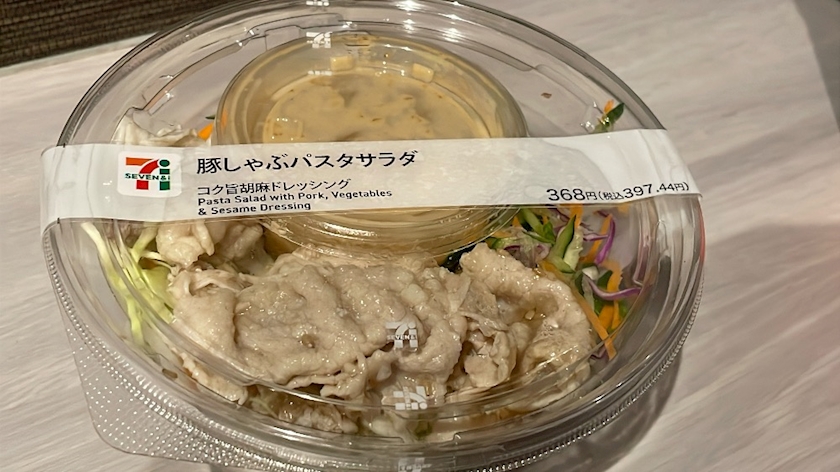 SEVEN&i
豚しゃぶパスタサラダ
コク旨胡麻ドレッシング
Pasta Salad with Pork, Vegetables
& Sesame Dressing
368円(税込397.44円)
SEVEN&i